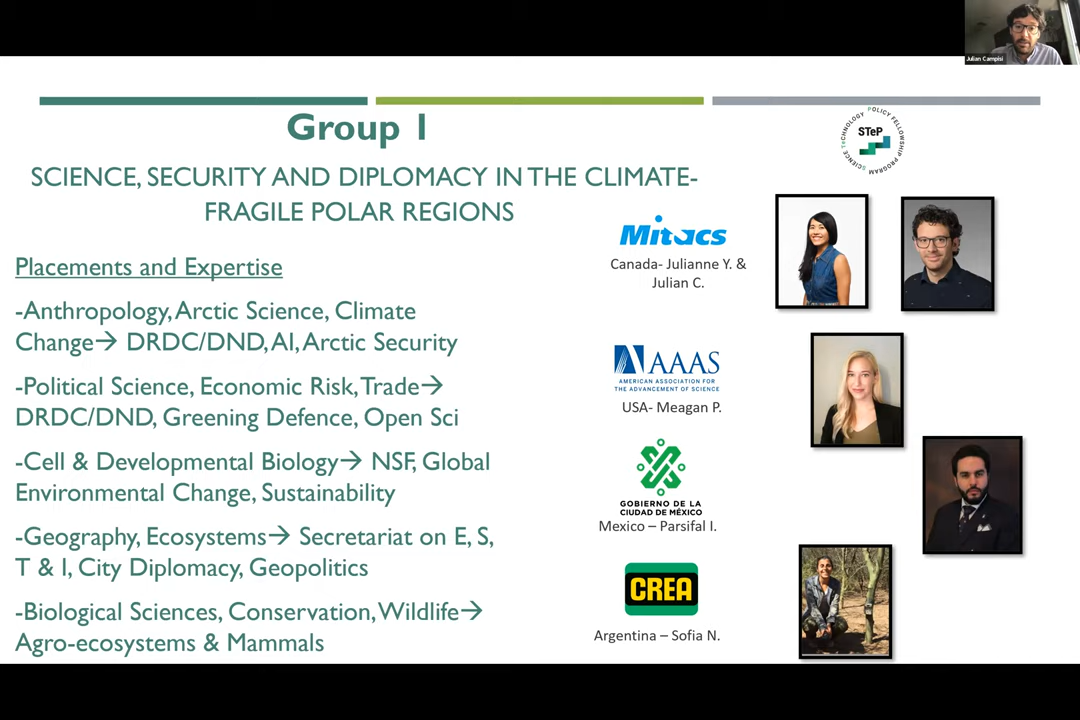 Julian Campisi
Group 1
SCIENCE TECHNOLOGY POLICY FELLOWSHIP PROGRAM
STeP
SCIENCE, SECURITY AND DIPLOMACY IN THE CLIMATE-
FRAGILE POLAR REGIONS
Placements and Expertise
-Anthropology, Arctic Science, Climate
Change→ DRDC/DND, AI, Arctic Security
-Political Science, Economic Risk, Trade→
DRDC/DND, Greening Defence, Open Sci
-Cell & Developmental Biology→ NSF, Global
Environmental Change, Sustainability
-Geography, Ecosystems→ Secretariat on E, S,
T & I, City Diplomacy, Geopolitics
-Biological Sciences, Conservation, Wildlife→
Agro-ecosystems & Mammals
Mitacs
Canada- Julianne Y. &
Julian C.
AAAS
AMERICAN ASSOCIATION FOR
THE ADVANCEMENT OF SCIENCE
USA- Meagan P.
GOBIERNO DE LA
CIUDAD DE MÉXICO
Mexico – Parsifal I.
CREA
Argentina – Sofia N.